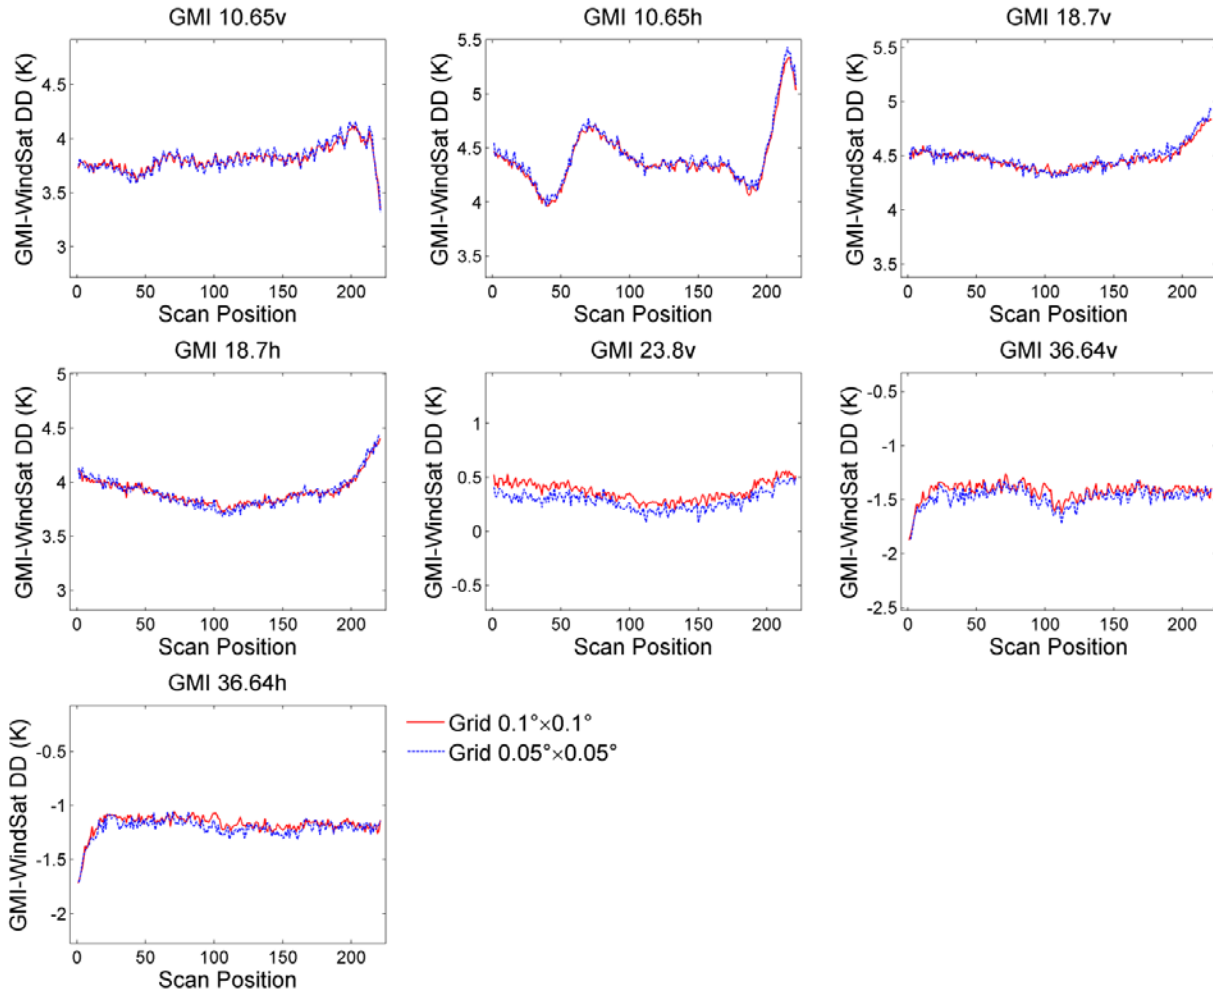 GMI 10.65v
GMI-WindSat DD (K)
4.5
4
3.5
3
0 50 100 150 200
Scan Position
GMI 10.65h
GMI-WindSat DD (K)
5.5
5
4.5
4
3.5
0 50 100 150 200
Scan Position
GMI 18.7v
GMI-WindSat DD (K)
5.5
5
4.5
4
3.5
0 50 100 150 200
Scan Position
GMI 18.7h
GMI-WindSat DD (K)
5
4.5
4
3.5
3
0 50 100 150 200
Scan Position
GMI 23.8v
GMI-WindSat DD (K)
1
0.5
0
-0.5
0 50 100 150 200
Scan Position
GMI 36.64v
GMI-WindSat DD (K)
-0.5
-1
-1.5
-2
-2.5
0 50 100 150 200
Scan Position
GMI 36.64h
GMI-WindSat DD (K)
-0.5
-1
-1.5
-2
0 50 100 150 200
Scan Position
Grid 0.1°×0.1°
Grid 0.05°×0.05°